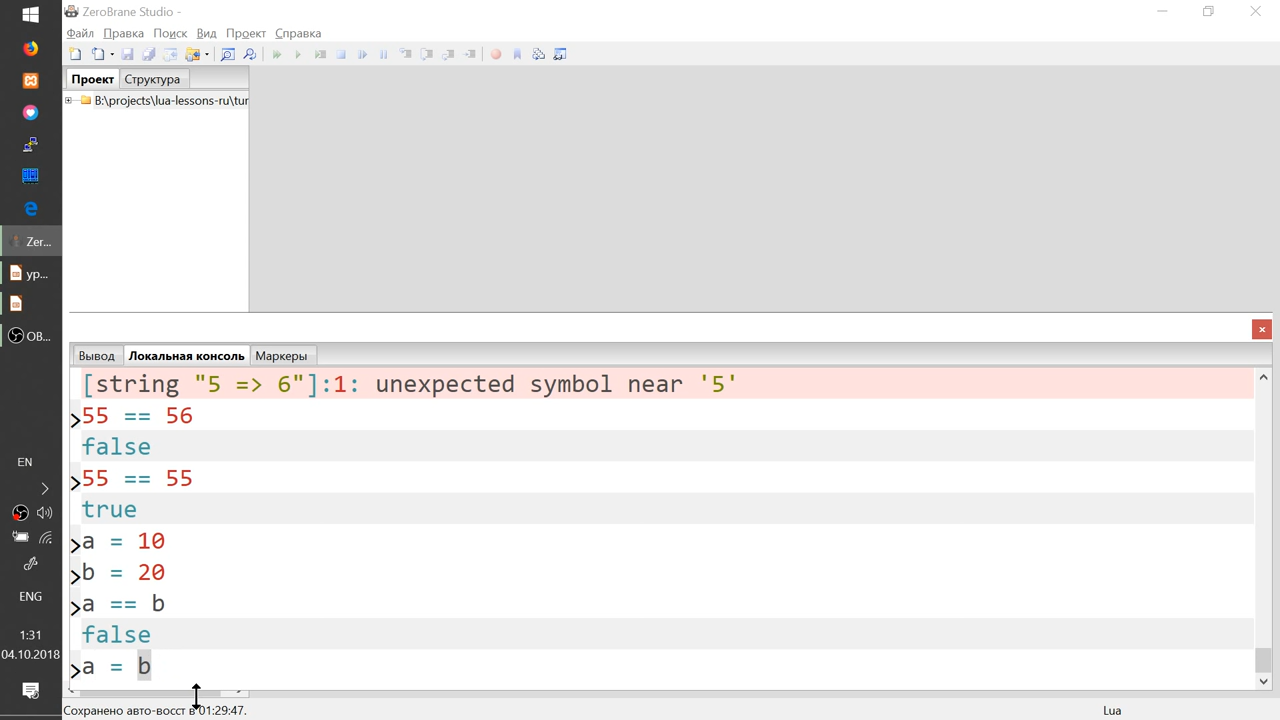 ZeroBrane Studio -
Файл Правка Поиск Вид Проект Справка
Проект Структура
B:\projects\lua-lessons-ru\tur
Zer...
ур...
OB...
EN
ENG
1:31
04.10.2018
Вывод Локальная консоль Маркеры
[string "5 => 6"]:1: unexpected symbol near '5'
>55 == 56
false
>55 == 55
true
>a = 10
>b = 20
>a == b
false
>a = b
Сохранено авто-восст в 01:29:47.
Lua